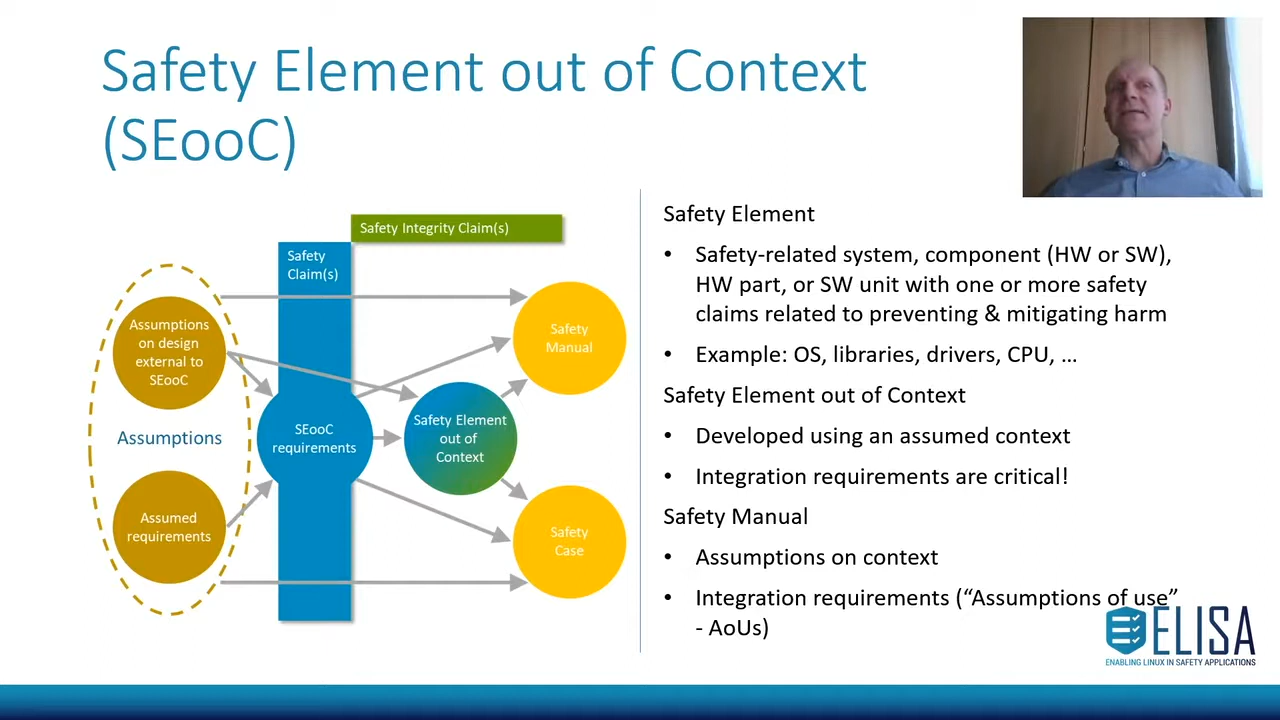 Safety Element out of Context
(SEooC)
Safety Integrity Claim(s)
Safety
Claim(s)
Assumptions
on design
external to
SEooC
Assumptions
Assumed
requirements
SEooC
requirements
Safety Element
out of
Context
Safety
Manual
Safety
Case
Safety Element
• Safety-related system, component (HW or SW),
HW part, or SW unit with one or more safety
claims related to preventing & mitigating harm
• Example: OS, libraries, drivers, CPU, ...
Safety Element out of Context
• Developed using an assumed context
• Integration requirements are critical!
Safety Manual
• Assumptions on context
• Integration requirements (“Assumptions of use”
- AoUs)
ELISA
ENABLING LINUX IN SAFETY APPLICATIONS